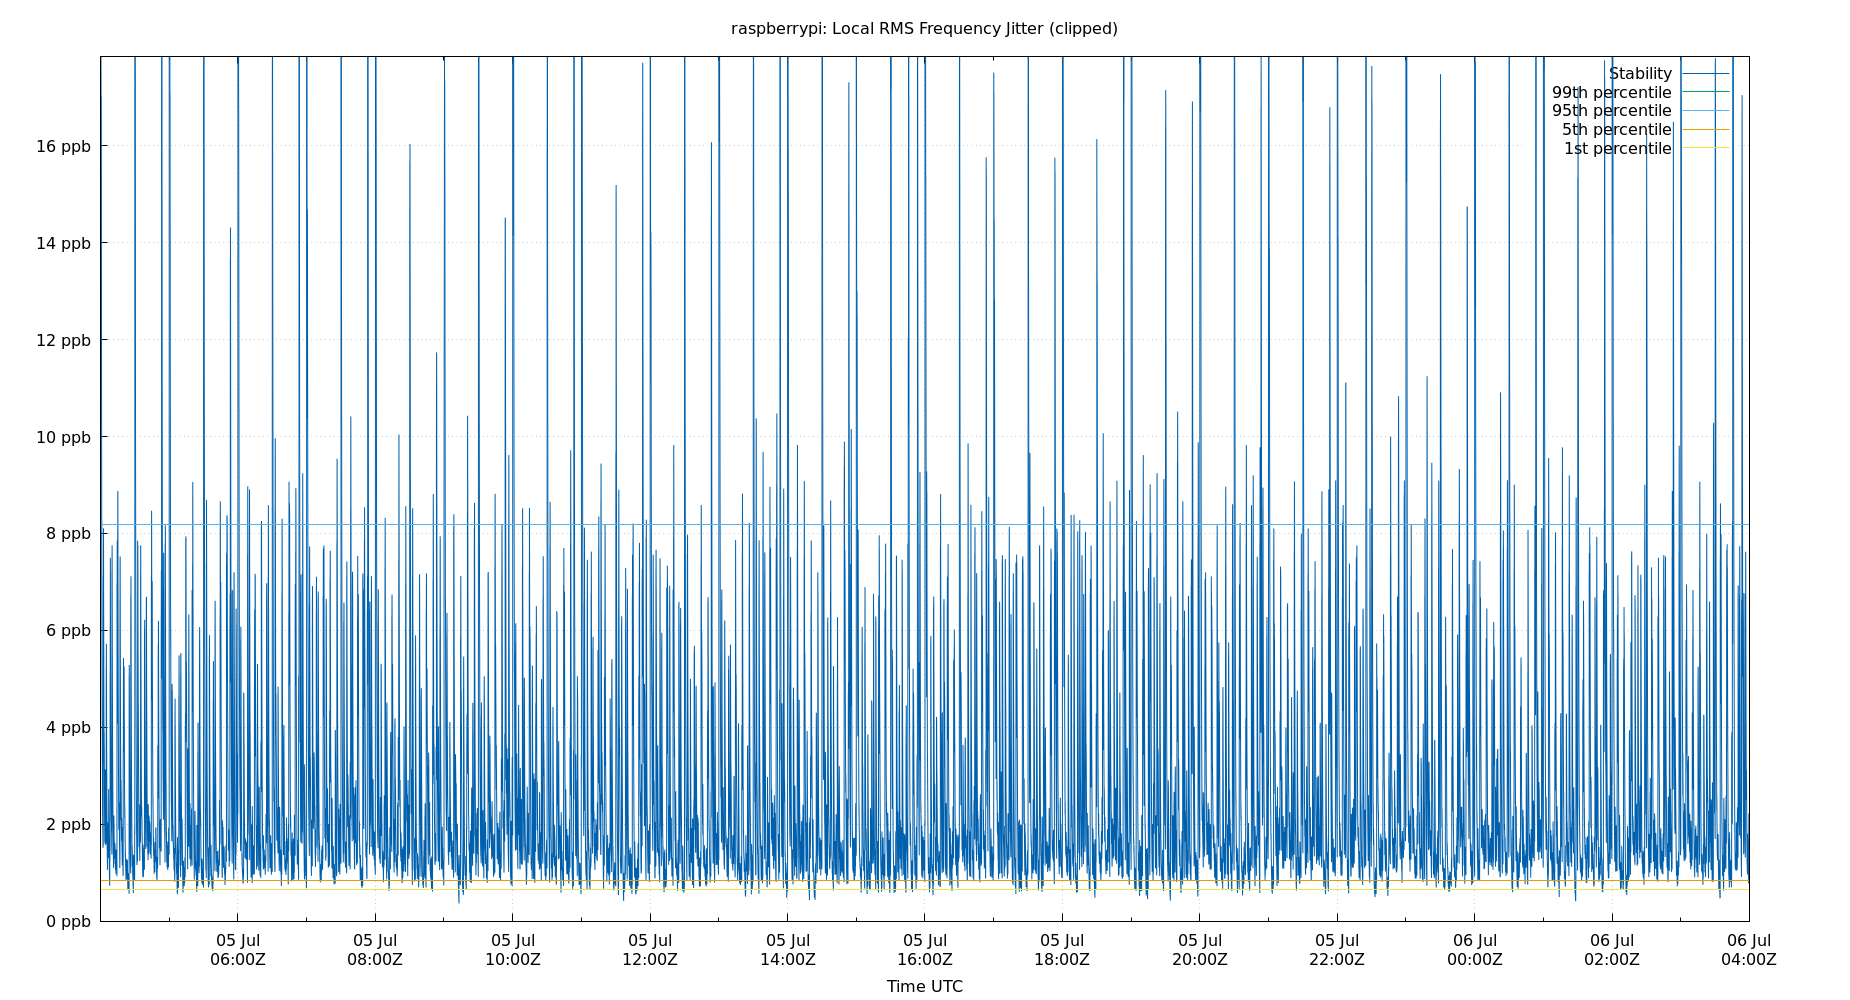 raspberrypi: Local RMS Frequency Jitter (clipped)
Stability
99th percentile
95th percentile
5th percentile
1st percentile
16 ppb
14 ppb
12 ppb
10 ppb
8 ppb
6 ppb
4 ppb
2 ppb
0 ppb
05 Jul 05 Jul 05 Jul 05 Jul 05 Jul 05 Jul 05 Jul 05 Jul 05 Jul 06 Jul 06 Jul 06 Jul
06:00Z 08:00Z 10:00Z 12:00Z 14:00Z 16:00Z 18:00Z 20:00Z 22:00Z 00:00Z 02:00Z 04:00Z
Time UTC